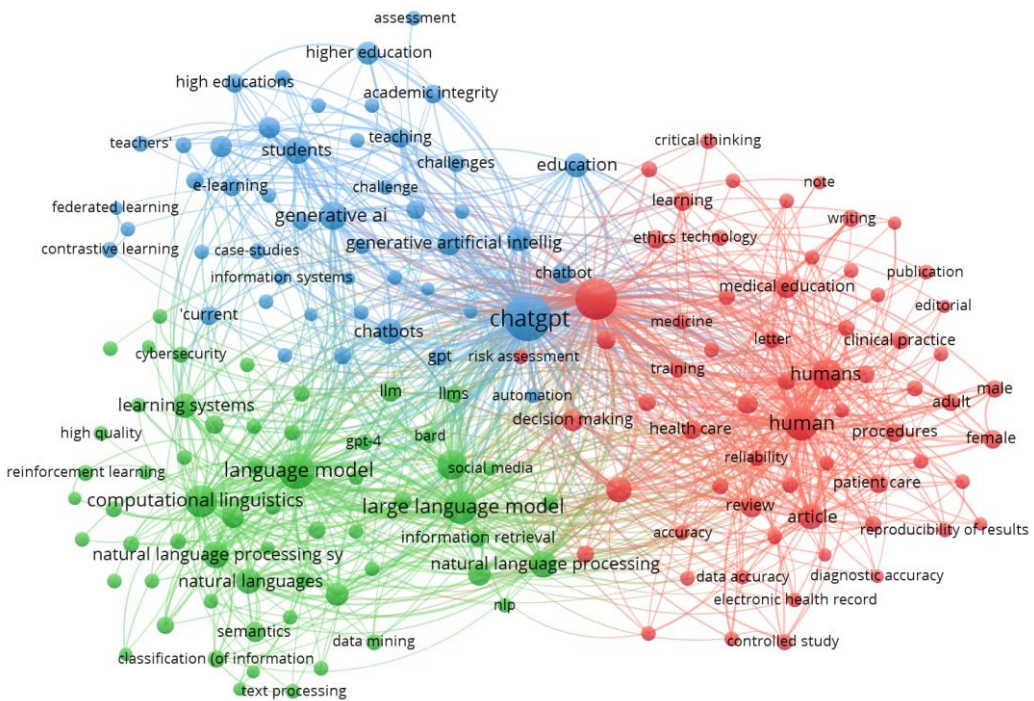 assessment
higher education
high educations
academic integrity
teachers'
students
teaching
challenges
education
critical thinking
e-learning
challenge
learning
note
federated learning
generative ai
writing
contrastive learning
case-studies
generative artificial intellig
ethics
technology
information systems
chatbot
medical education
publication
'current
chatbots
chatgpt
medicine
editorial
cybersecurity
gpt
risk assessment
letter
clinical practice
training
humans
llm
llms
automation
male
learning systems
decision making
adult
high quality
gpt-4
bard
health care
human
procedures
female
reinforcement learning
language model
social media
reliability
patient care
computational linguistics
large language model
review
article
information retrieval
accuracy
reproducibility of results
natural language processing sy
natural language processing
natural languages
data accuracy
diagnostic accuracy
nlp
electronic health record
semantics
data mining
controlled study
classification (of information
text processing